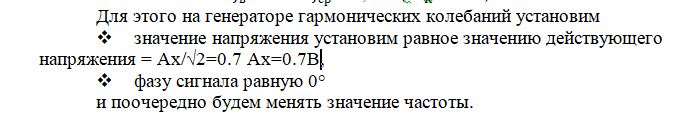 Для этого на генераторе гармонических колебаний установим
❖ значение напряжения установим равное значению действующего
напряжения = Ax/√2=0.7 Ax=0.7В,
❖ фазу сигнала равную 0°
и поочередно будем менять значение частоты.